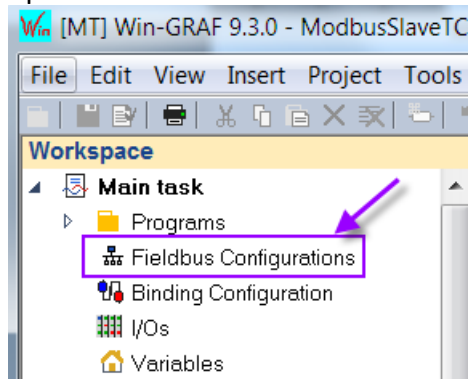 Win [MT] Win-GRAF 9.3.0 - ModbusSlaveTC
File Edit View Insert Project Tools
Workspace
Main task
Programs
Fieldbus Configurations
Binding Configuration
I/Os
Variables